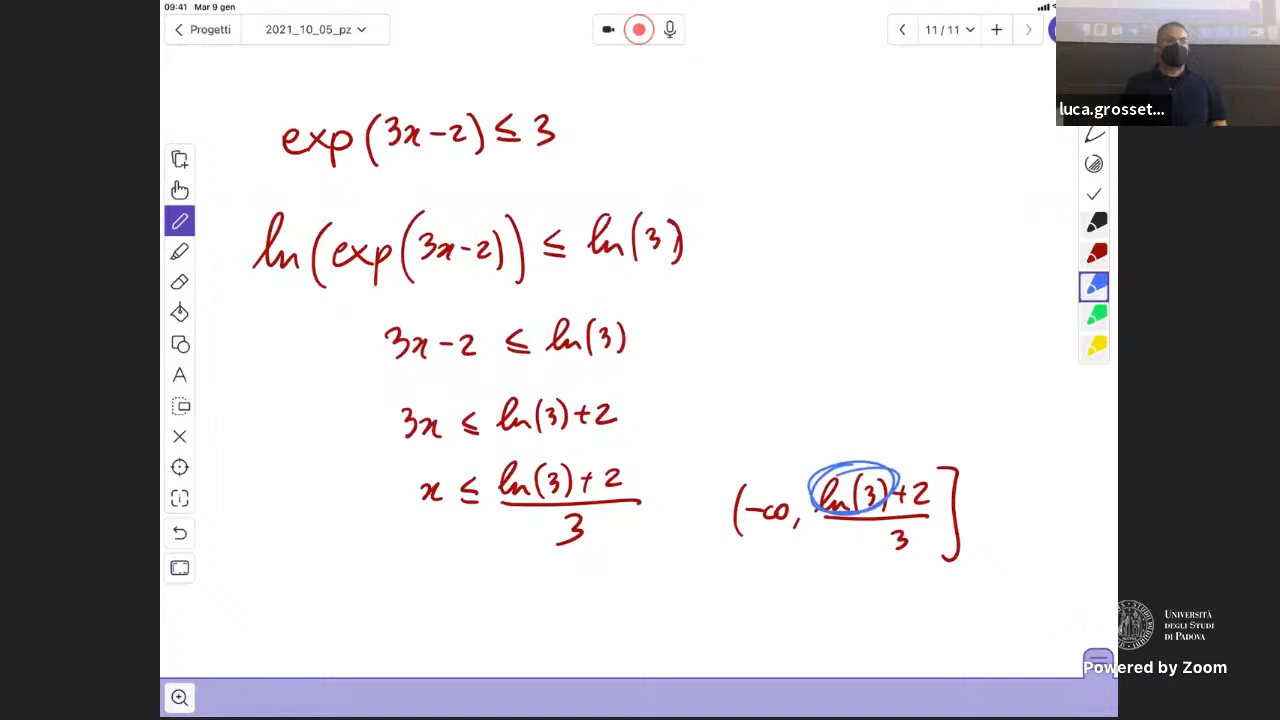 09:41 Mar 9 gen
Progetti
2021_10_05_pz
11 / 11
luca.grosset...
exp(3x-2) ≤ 3
ln(exp(3x-2)) ≤ ln(3)
3x-2 ≤ ln(3)
3x ≤ ln(3)+2
x ≤ (ln(3)+2)/3
(-∞, (ln(3)+2)/3]
A
UNIVERSITÀ
DEGLI STUDI
DI PADOVA
Powered by Zoom